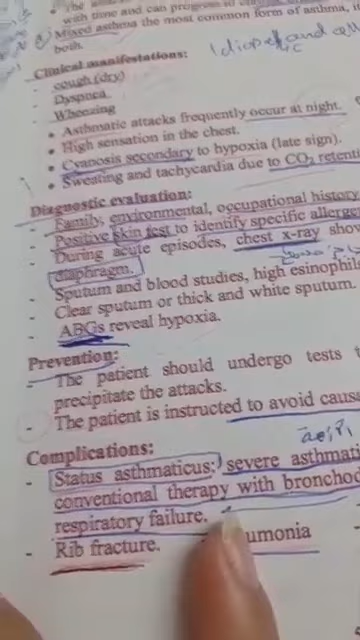 with time and can progress to
Mixed asthma the most common form of asthma, it
both.
Clinical manifestations:
- cough (dry)
- Dyspnea
- Wheezing
• Asthmatic attacks frequently occur at night.
• High sensation in the chest.
• Cyanosis secondary to hypoxia (late sign).
• Sweating and tachycardia due to CO₂ retenti
Diagnostic evaluation:
- Family, environmental, occupational history
- Positive skin test to identify specific allerge
- During acute episodes, chest x-ray show
diaphragm.
- Sputum and blood studies, high esinophils
- Clear sputum or thick and white sputum.
- ABGs reveal hypoxia.
Prevention:
- The patient should undergo tests t
precipitate the attacks.
- The patient is instructed to avoid causa
Complications:
- Status asthmaticus: severe asthmati
conventional therapy with bronchod
respiratory failure.
- Rib fracture. umonia